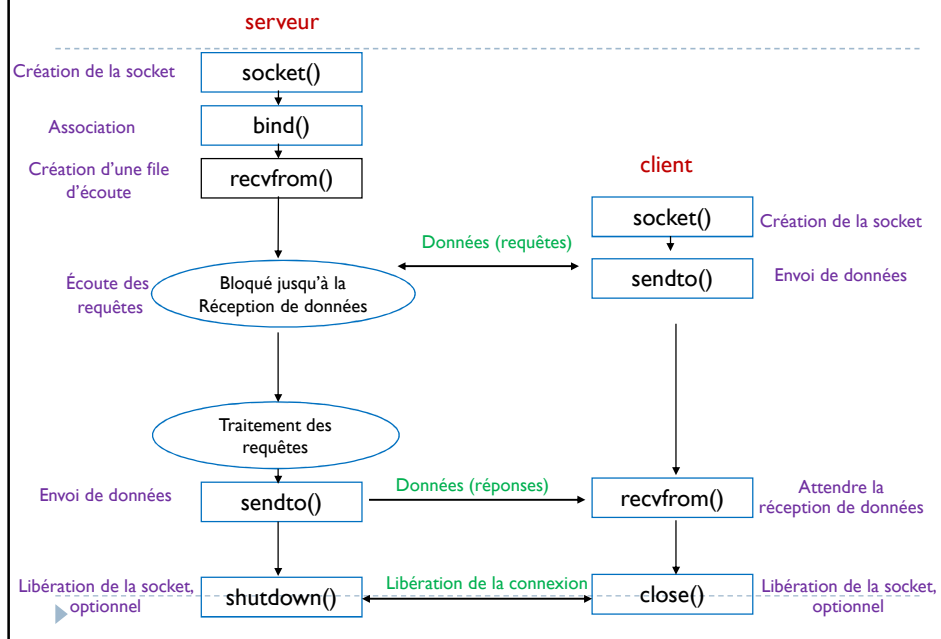 serveur
Création de la socket
socket()
Association
bind()
Création d'une file
d'écoute
recvfrom()
client
socket()
Création de la socket
Données (requêtes)
sendto()
Envoi de données
Écoute des
requêtes
Bloqué jusqu'à la
Réception de données
Traitement des
requêtes
Envoi de données
sendto()
Données (réponses)
recvfrom()
Attendre la
réception de données
Libération de la socket,
optionnel
shutdown()
Libération de la connexion
close()
Libération de la socket,
optionnel